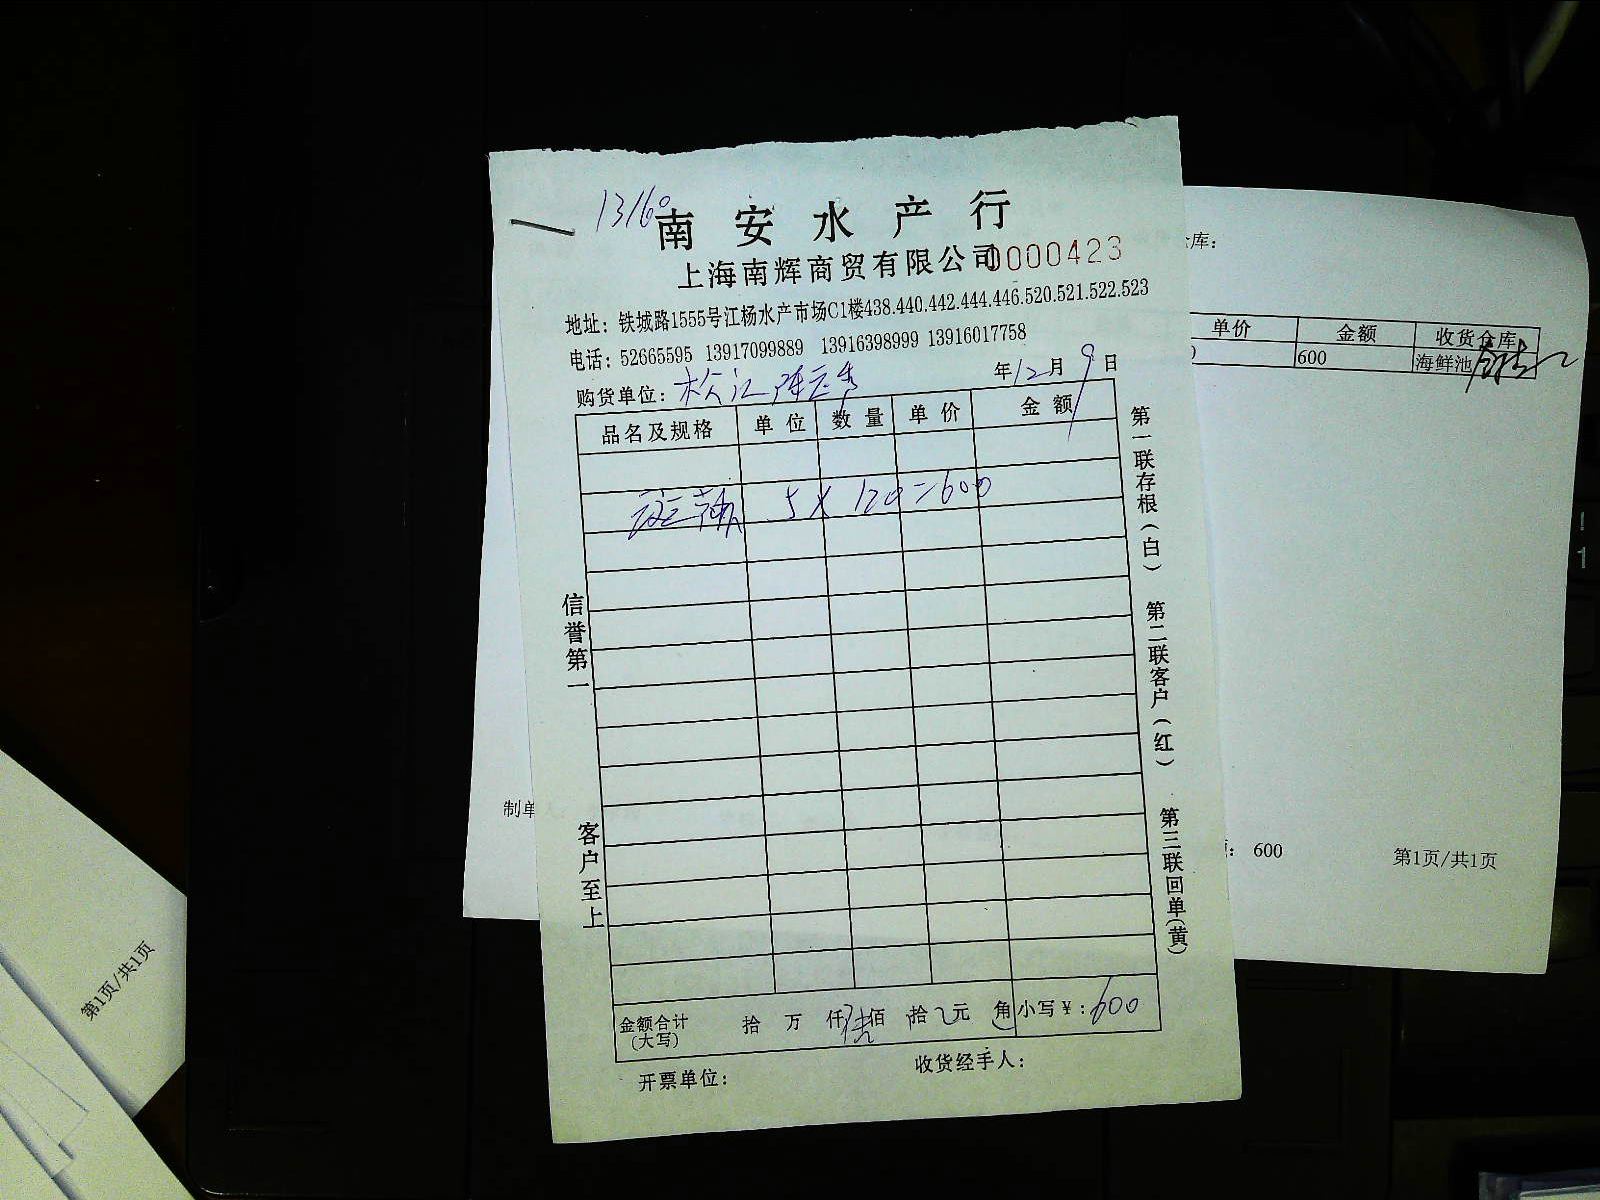 13160
南安水产行
上海南辉商贸有限公司 0000423
地址：铁城路1555号江杨水产市场C1楼438.440.442.444.446.520.521.522.523
电话：52665595 13917099889 13916398999 13916017758
购货单位：松江 年12月9日
品名及规格 单位 数量 单价 金额
5 X 120=600
信誉第一
客户至上
金额合计(大写) 拾 万 仟陆佰 拾 元 角 小写￥：600
开票单位： 收货经手人：
第一联存根(白)
第二联客户(红)
第三联回单(黄)
库：
单价 金额 收货仓库
600 海鲜池
制单
：600 第1页/共1页
第1页/共1页